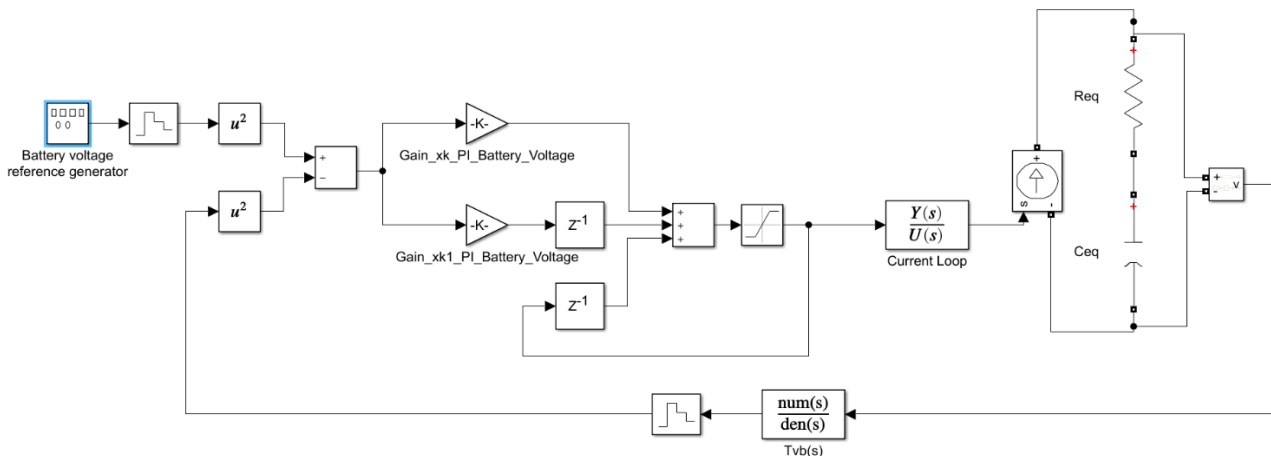 Battery voltage
reference generator
u²
u²
+
−
-K-
Gain_xk_PI_Battery_Voltage
-K-
Gain_xk1_PI_Battery_Voltage
Z⁻¹
Z⁻¹
+
+
+
Y(s)
U(s)
Current Loop
+
s
-
+
Req
+
Ceq
+
-
v
num(s)
den(s)
Tvb(s)